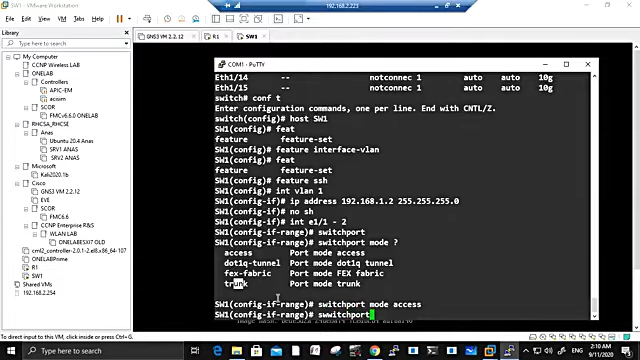 SW1 - VMware Workstation
192.168.2.223
File Edit View VM Tabs Help
Library
Type here to search
My Computer
CCNP Wireless LAB
ONELAB
Controllers
APIC-EM
acisim
SCOR
FMCv6.6.0 ONELAB
RHCSA_RHCSE
Anas
Ubuntu 20.4 Anas
SRV1 ANAS
SRV2 ANAS
Microsoft
Kali2020.1
Cisco
GNS3 VM 2.2.12
EVE
SCOR
FMC6.6
CCNP Enterprise R&S
WLAN LAB
ONELABESXI7 OLD
cml2_controller-2.0.1-2.el8.x86_64
ONELABPrime
R1
SW1
Shared VMs
192.168.2.254
GNS3 VM 2.2.12
R1
SW1
COM1 - PuTTY
Eth1/14 -- notconnec 1 auto auto 10g
Eth1/15 -- notconnec 1 auto auto 10g
switch# conf t
Enter configuration commands, one per line. End with CNTL/Z.
switch(config)# host SW1
SW1(config)# feat
feature feature-set
SW1(config)# feature interface-vlan
SW1(config)# feat
feature feature-set
SW1(config)# feature ssh
SW1(config)# int vlan 1
SW1(config-if)# ip address 192.168.1.2 255.255.255.0
SW1(config-if)# no sh
SW1(config-if)# int e1/1 - 2
SW1(config-if-range)# switchport
SW1(config-if-range)# switchport mode ?
access Port mode access
dot1q-tunnel Port mode dot1q tunnel
fex-fabric Port mode FEX fabric
trunk Port mode trunk
SW1(config-if-range)# switchport mode access
SW1(config-if-range)# sswitchport
To direct input to this VM, click inside or press Ctrl+G.
Type here to search
ENG
2:10 AM
9/11/2020